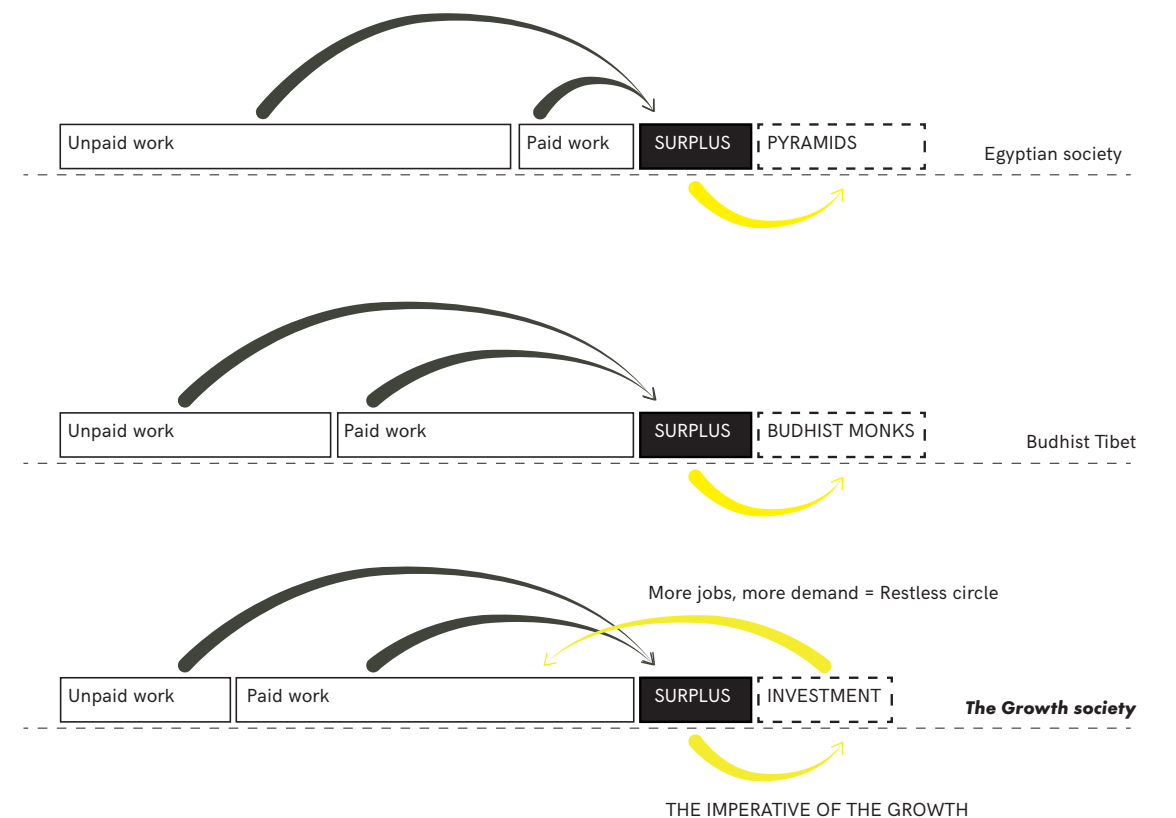 Unpaid work
Paid work
SURPLUS
PYRAMIDS
Egyptian society
Unpaid work
Paid work
SURPLUS
BUDHIST MONKS
Budhist Tibet
More jobs, more demand = Restless circle
Unpaid work
Paid work
SURPLUS
INVESTMENT
The Growth society
THE IMPERATIVE OF THE GROWTH